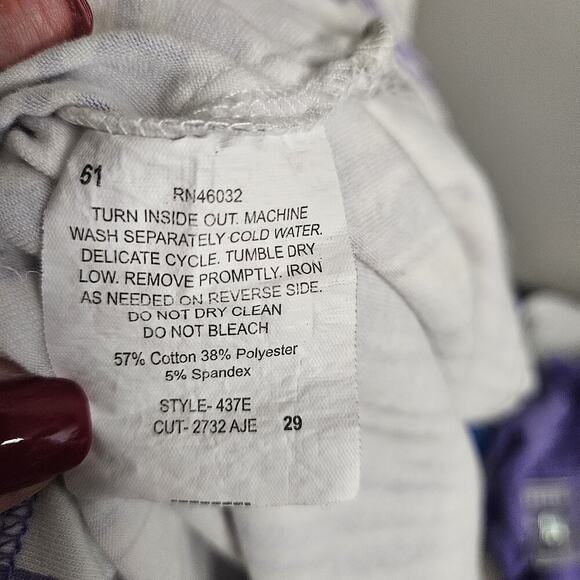 61
RN46032
TURN INSIDE OUT. MACHINE
WASH SEPARATELY COLD WATER.
DELICATE CYCLE. TUMBLE DRY
LOW. REMOVE PROMPTLY. IRON
AS NEEDED ON REVERSE SIDE.
DO NOT DRY CLEAN
DO NOT BLEACH
57% Cotton 38% Polyester
5% Spandex
STYLE- 437E
CUT- 2732 AJE 29